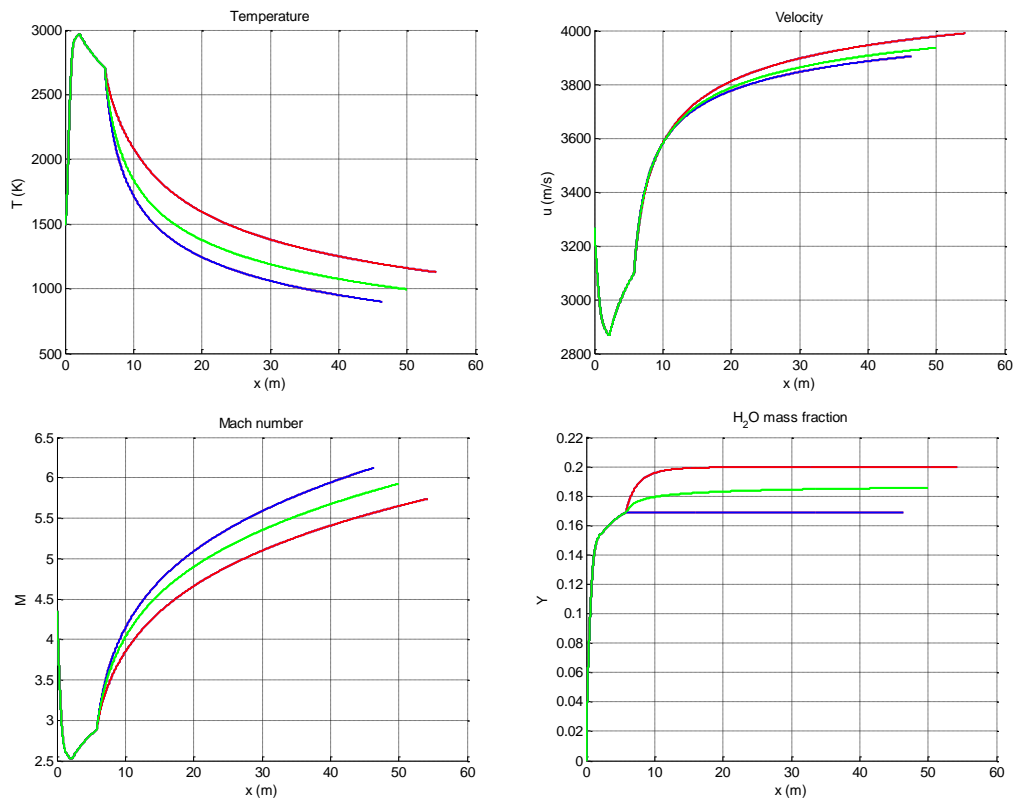 Temperature
3000
2500
2000
1500
1000
500
T (K)
0 10 20 30 40 50 60
x (m)
Velocity
4000
3800
3600
3400
3200
3000
2800
u (m/s)
0 10 20 30 40 50 60
x (m)
Mach number
6.5
6
5.5
5
4.5
4
3.5
3
2.5
M
0 10 20 30 40 50 60
x (m)
H2O mass fraction
0.22
0.2
0.18
0.16
0.14
0.12
0.1
0.08
0.06
0.04
0.02
0
Y
0 10 20 30 40 50 60
x (m)